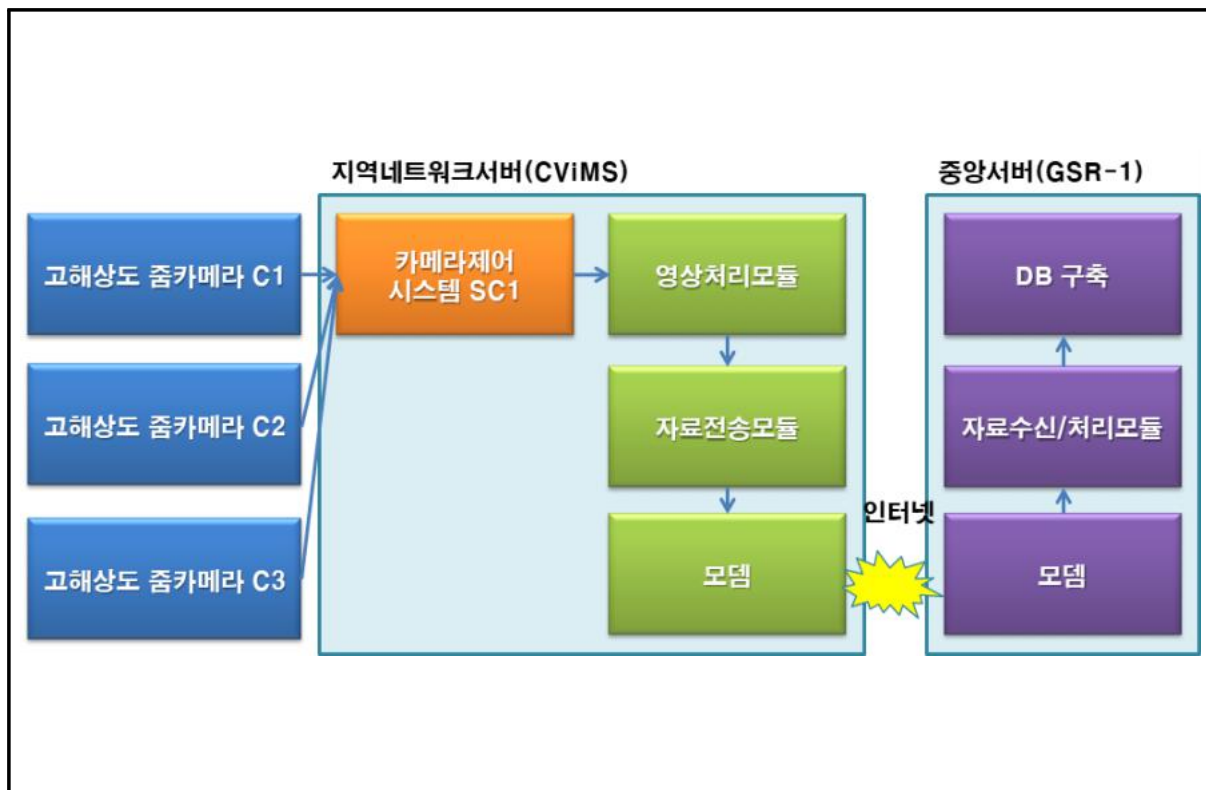 지역네트워크서버(CViMS)
중앙서버(GSR-1)
고해상도 줌카메라 C1
카메라제어
시스템 SC1
영상처리모듈
DB 구축
고해상도 줌카메라 C2
자료전송모듈
자료수신/처리모듈
인터넷
고해상도 줌카메라 C3
모뎀
모뎀